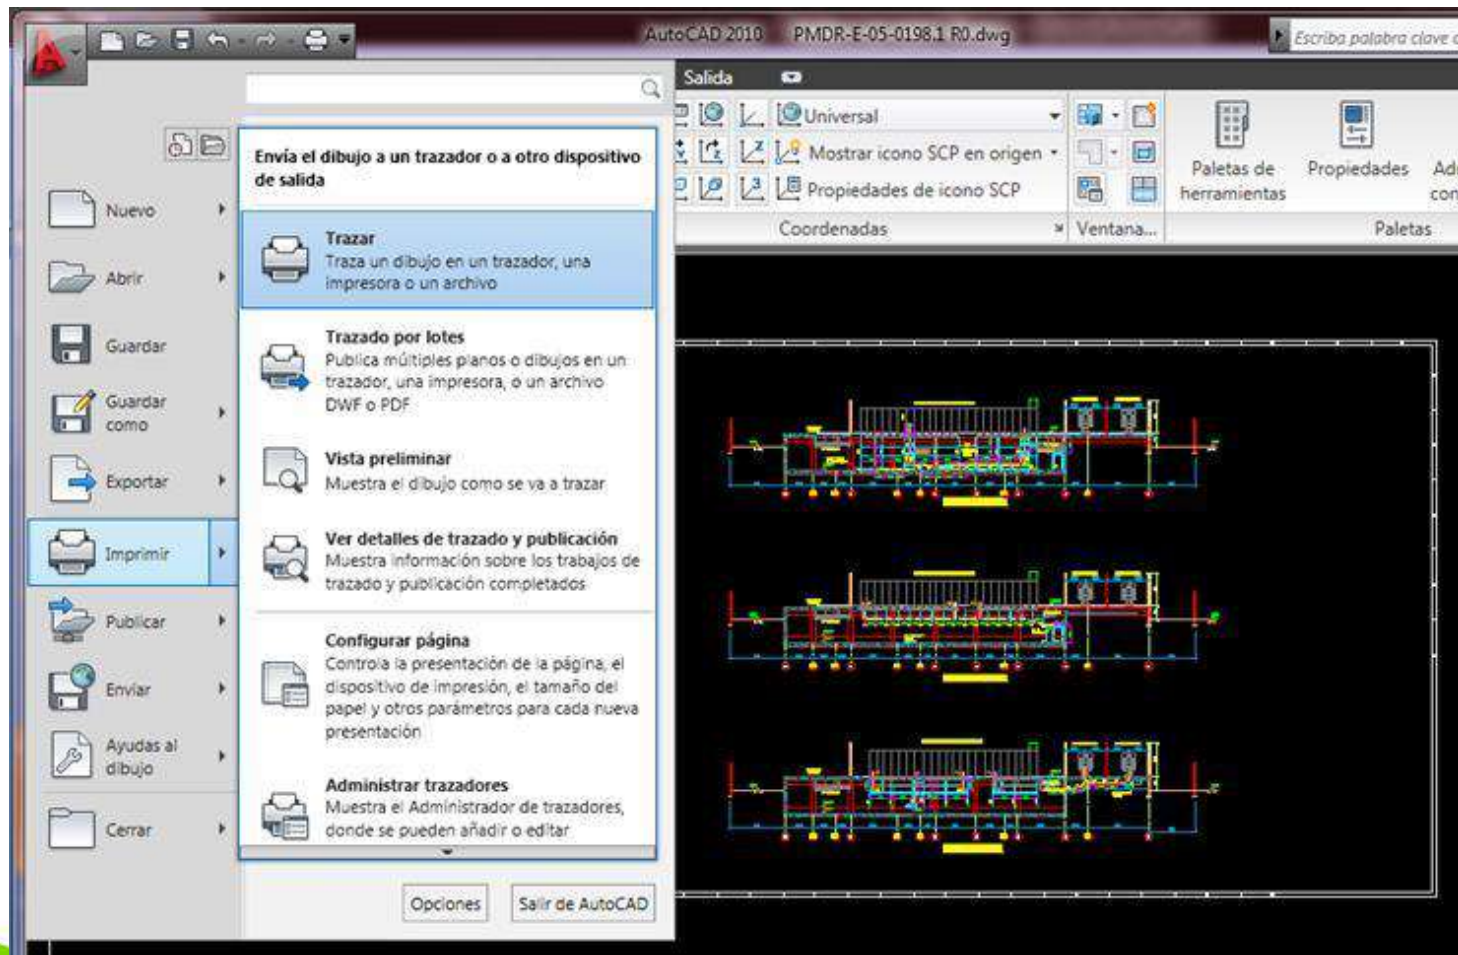 AutoCAD 2010 PMDR-E-05-0198.1 R0.dwg
Escriba palabra clave
Salida
Universal
Mostrar icono SCP en origen
Propiedades de icono SCP
Coordenadas
Ventana...
Paletas de
herramientas
Propiedades
Paletas
Nuevo
Abrir
Guardar
Guardar
como
Exportar
Imprimir
Publicar
Enviar
Ayudas al
dibujo
Cerrar
Envía el dibujo a un trazador o a otro dispositivo
de salida
Trazar
Traza un dibujo en un trazador, una
impresora o un archivo
Trazado por lotes
Publica múltiples planos o dibujos en un
trazador, una impresora, o un archivo
DWF o PDF
Vista preliminar
Muestra el dibujo como se va a trazar
Ver detalles de trazado y publicación
Muestra información sobre los trabajos de
trazado y publicación completados
Configurar página
Controla la presentación de la página, el
dispositivo de impresión, el tamaño del
papel y otros parámetros para cada nueva
presentación
Administrar trazadores
Muestra el Administrador de trazadores,
donde se pueden añadir o editar
Opciones
Salir de AutoCAD